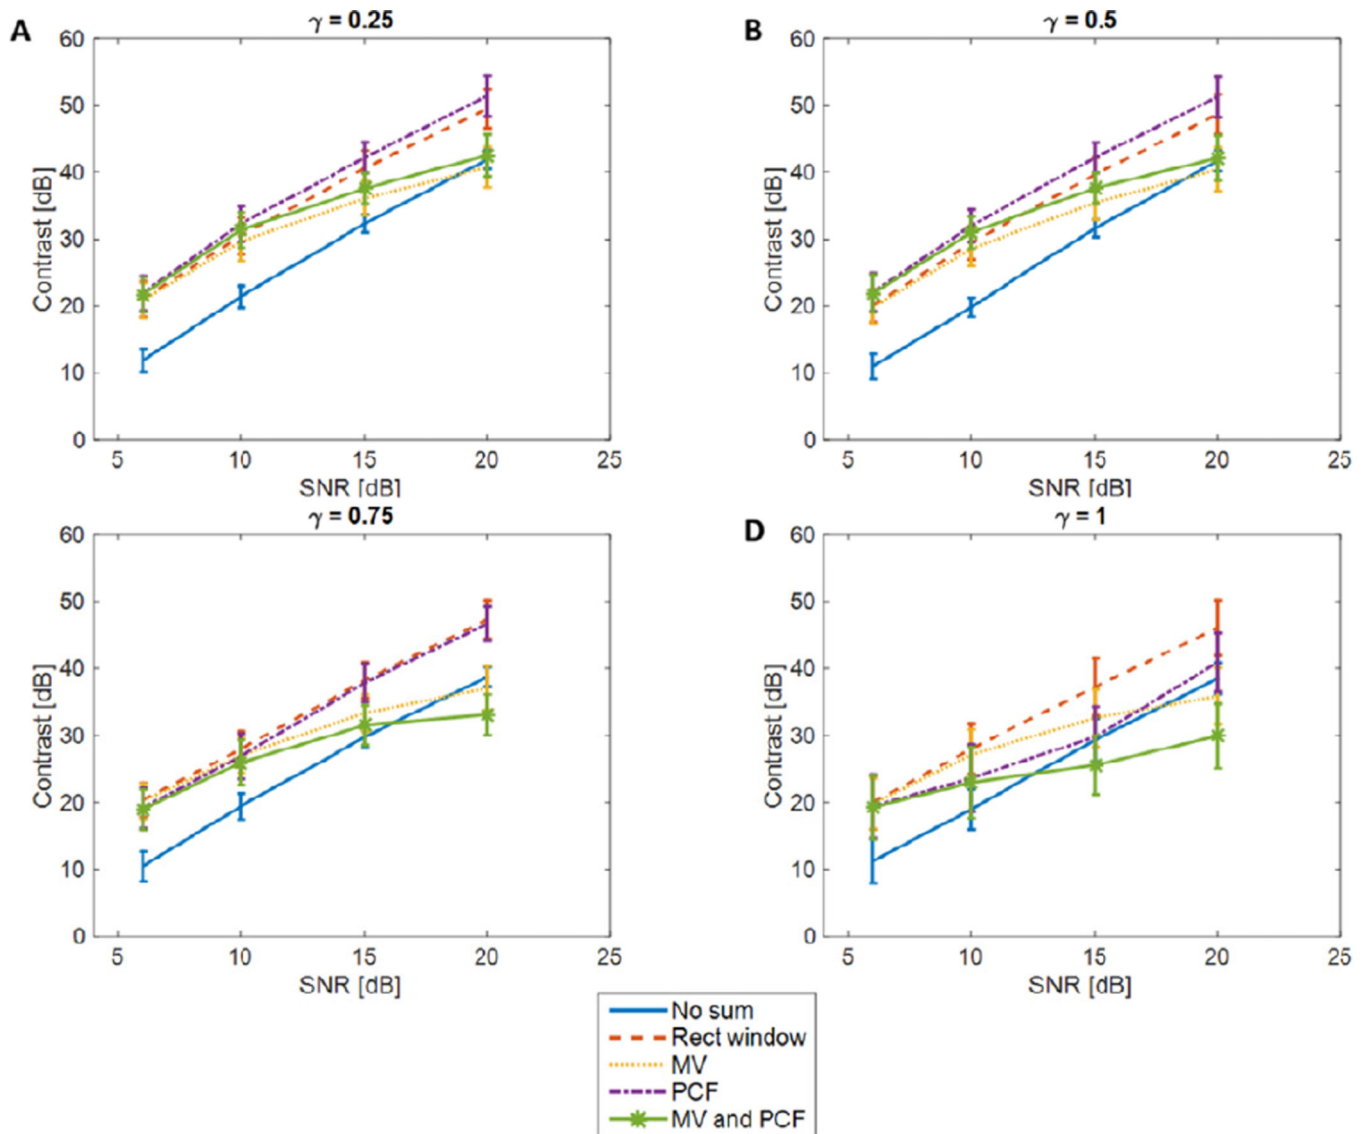 A
γ = 0.25
60
50
40
30
20
10
0
Contrast [dB]
5 10 15 20 25
SNR [dB]
B
γ = 0.5
60
50
40
30
20
10
0
Contrast [dB]
5 10 15 20 25
SNR [dB]
γ = 0.75
60
50
40
30
20
10
0
Contrast [dB]
5 10 15 20 25
SNR [dB]
D
γ = 1
60
50
40
30
20
10
0
Contrast [dB]
5 10 15 20 25
SNR [dB]
No sum
Rect window
MV
PCF
MV and PCF